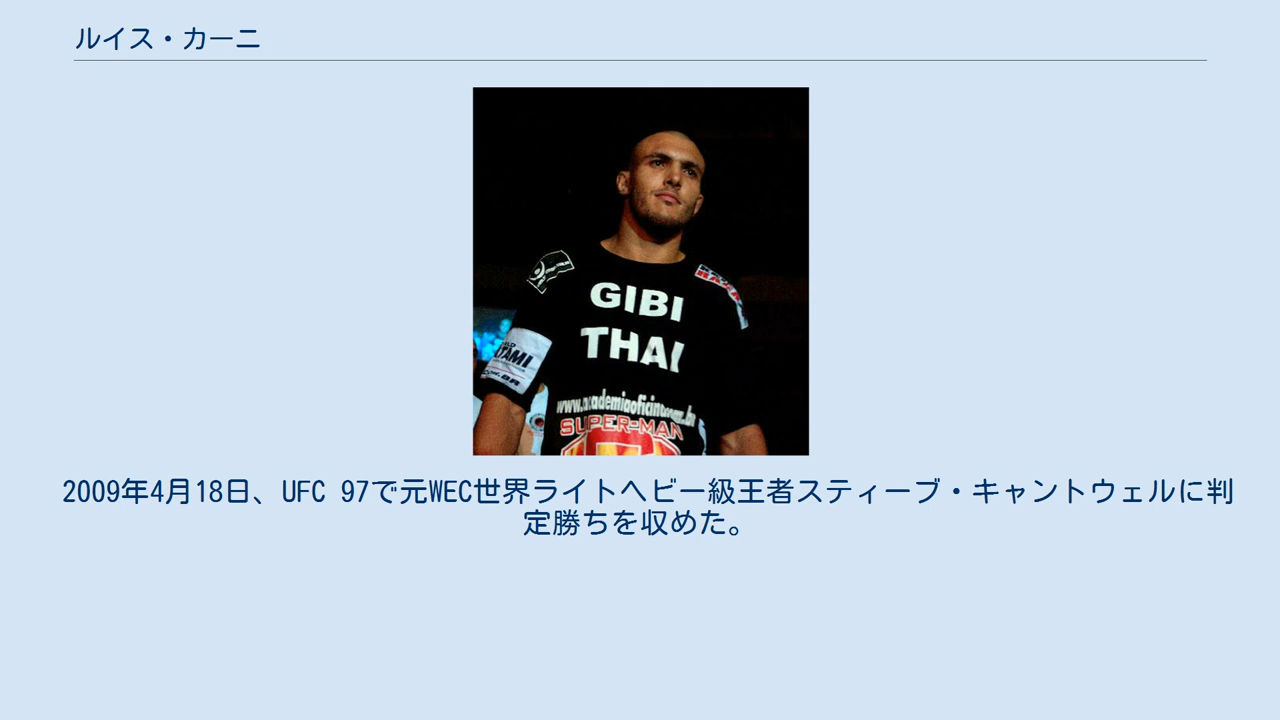 ルイス・カーニ
GIBI
THAI
SUPER-MAN
2009年4月18日、UFC 97で元WEC世界ライトヘビー級王者スティーブ・キャントウェルに判
定勝ちを収めた。